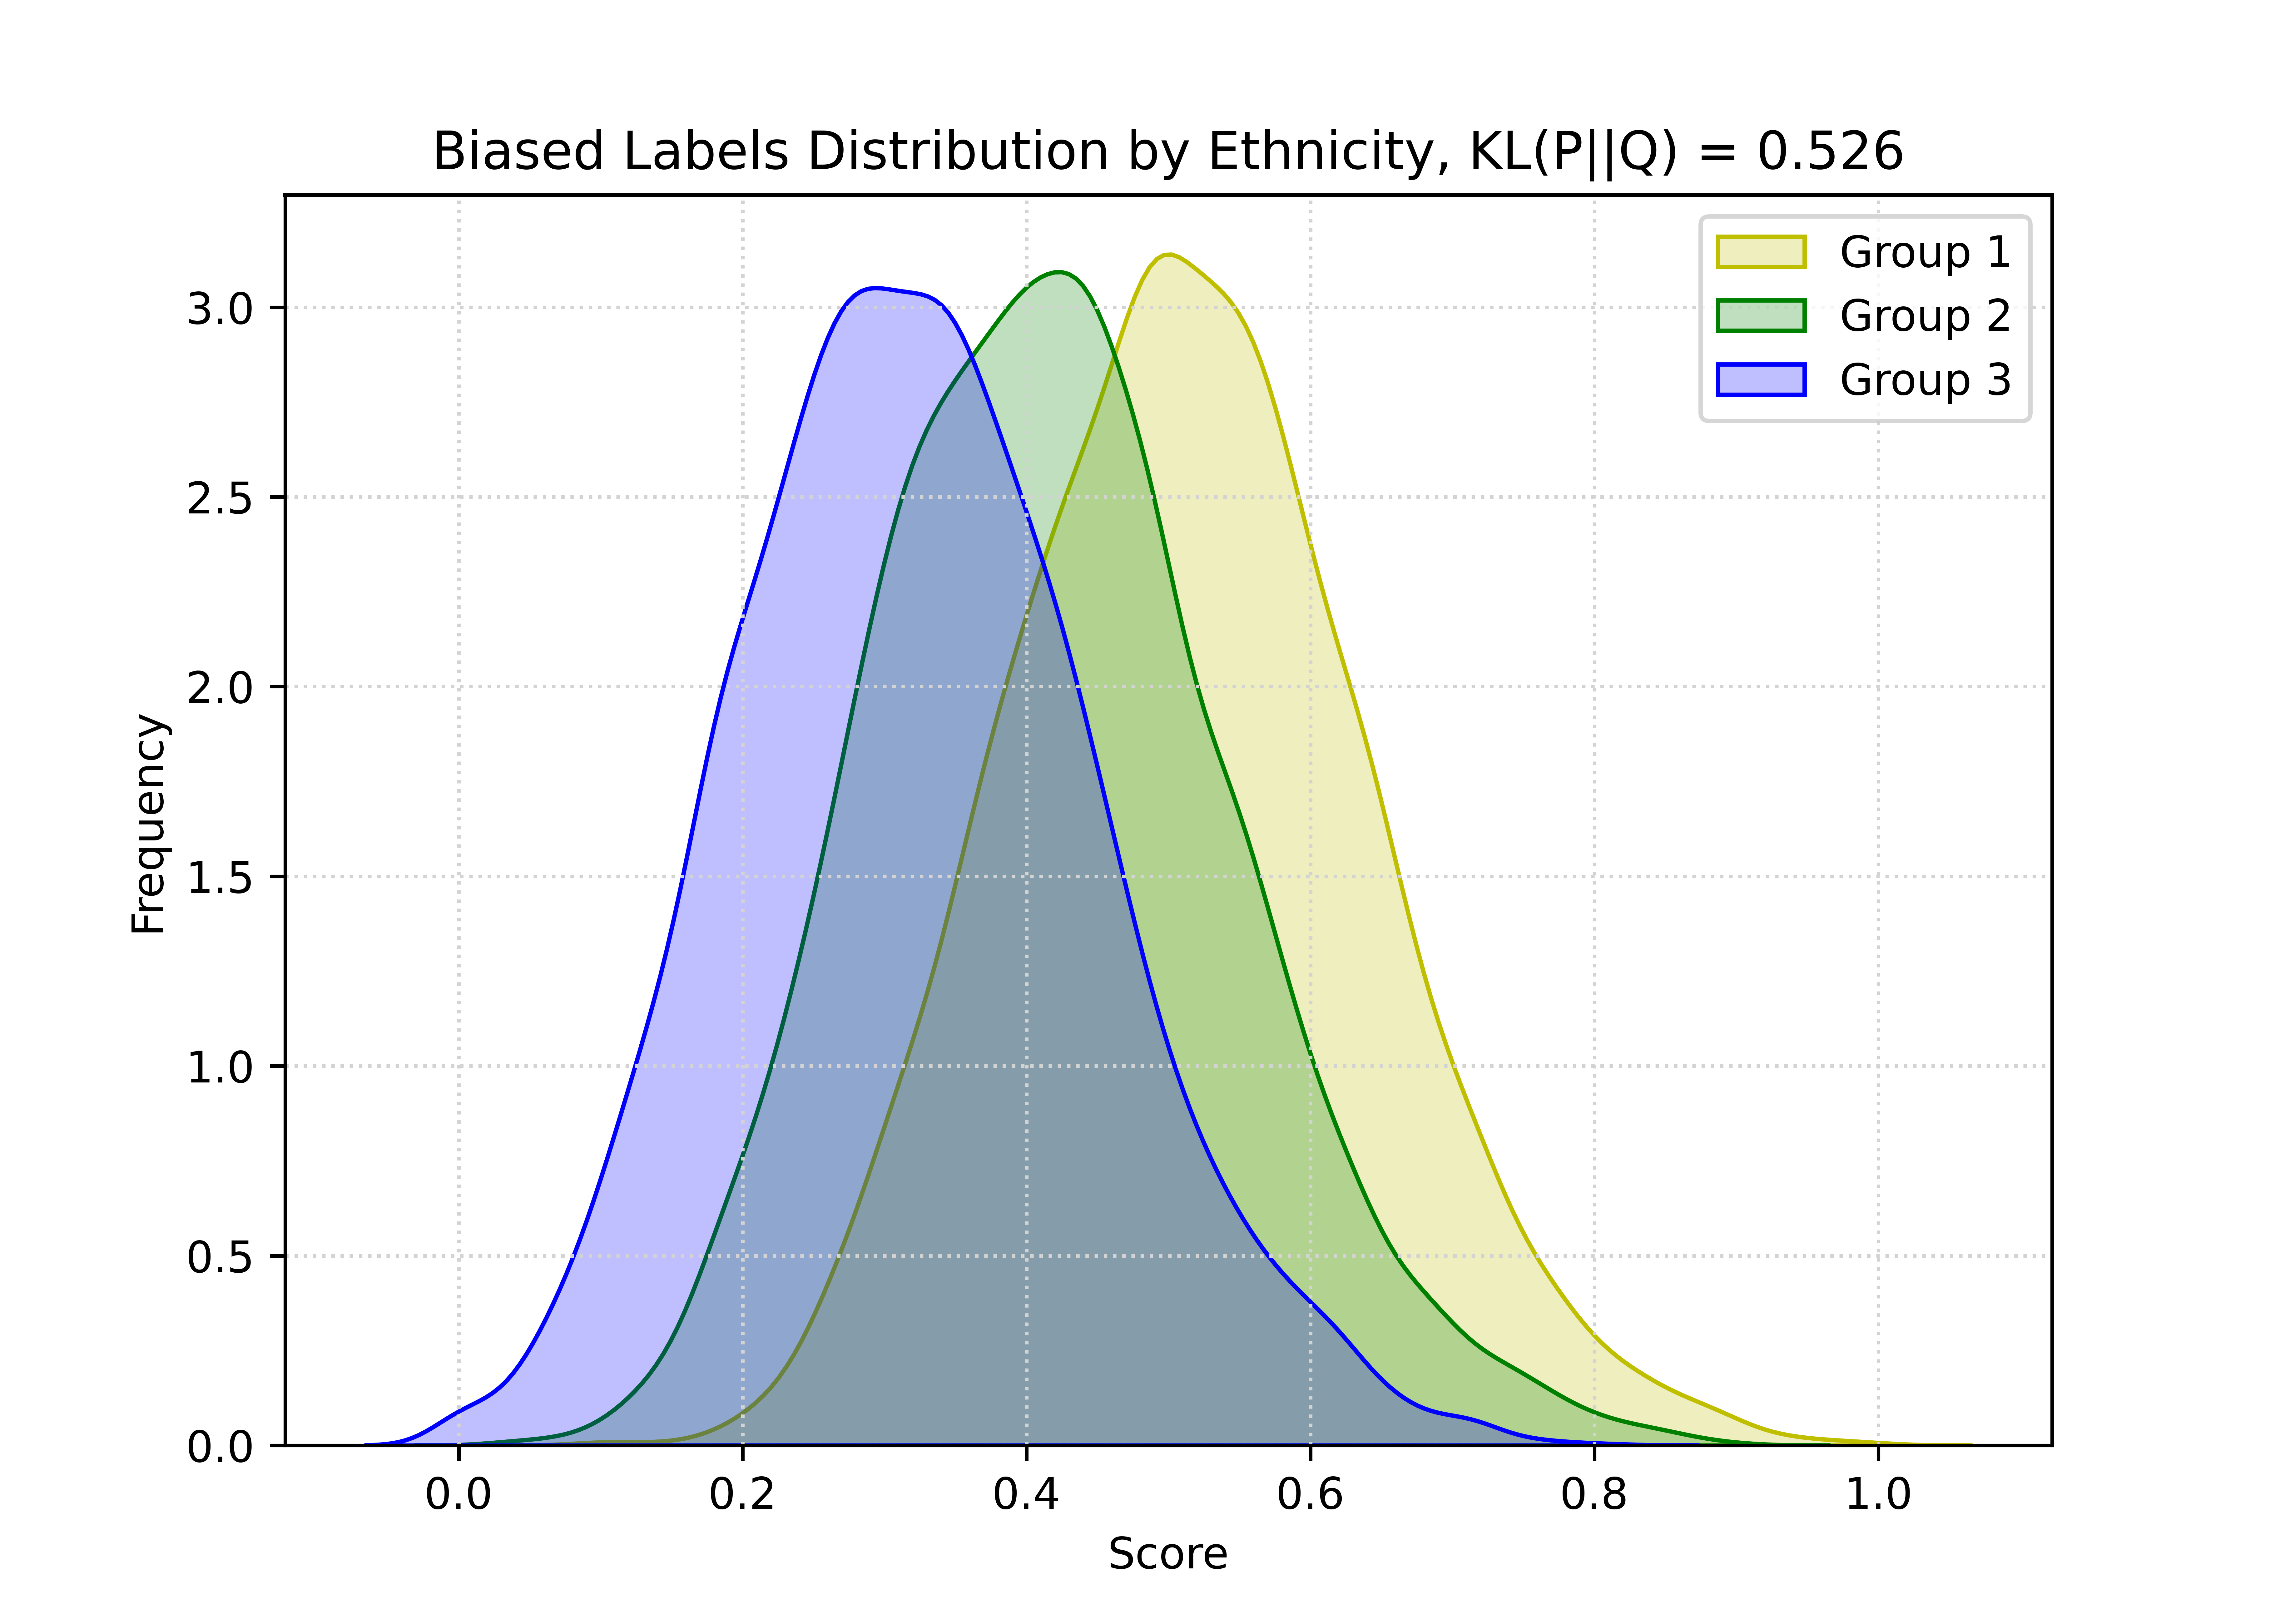 Biased Labels Distribution by Ethnicity, KL(P||Q) = 0.526
Group 1
Group 2
Group 3
Frequency
3.0
2.5
2.0
1.5
1.0
0.5
0.0
0.0 0.2 0.4 0.6 0.8 1.0
Score